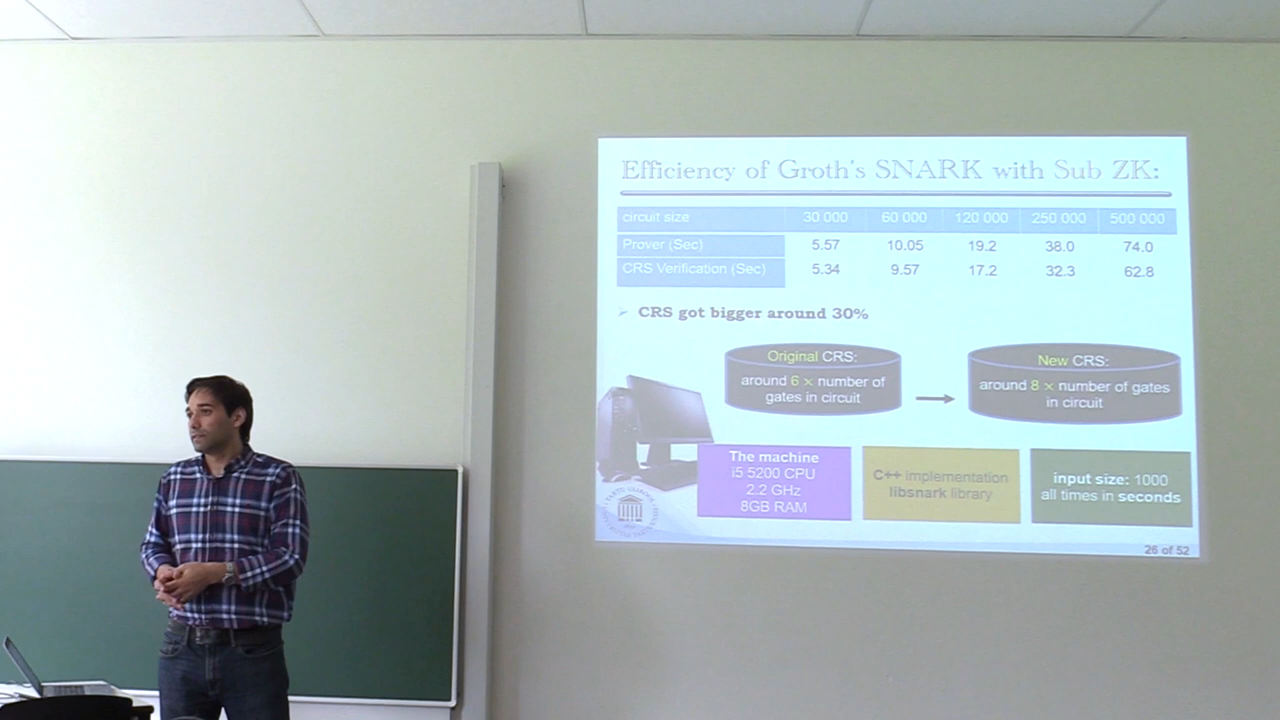 Efficiency of Groth's SNARK with Sub ZK:
circuit size 30 000 60 000 120 000 250 000 500 000
Prover (Sec) 5.57 10.05 19.2 38.0 74.0
CRS Verification (Sec) 5.34 9.57 17.2 32.3 62.8
CRS got bigger around 30%
Original CRS:
around 6 × number of
gates in circuit
New CRS:
around 8 × number of gates
in circuit
The machine
i5 5200 CPU
2.2 GHz
8GB RAM
C++ implementation
libsnark library
input size: 1000
all times in seconds
26 of 52